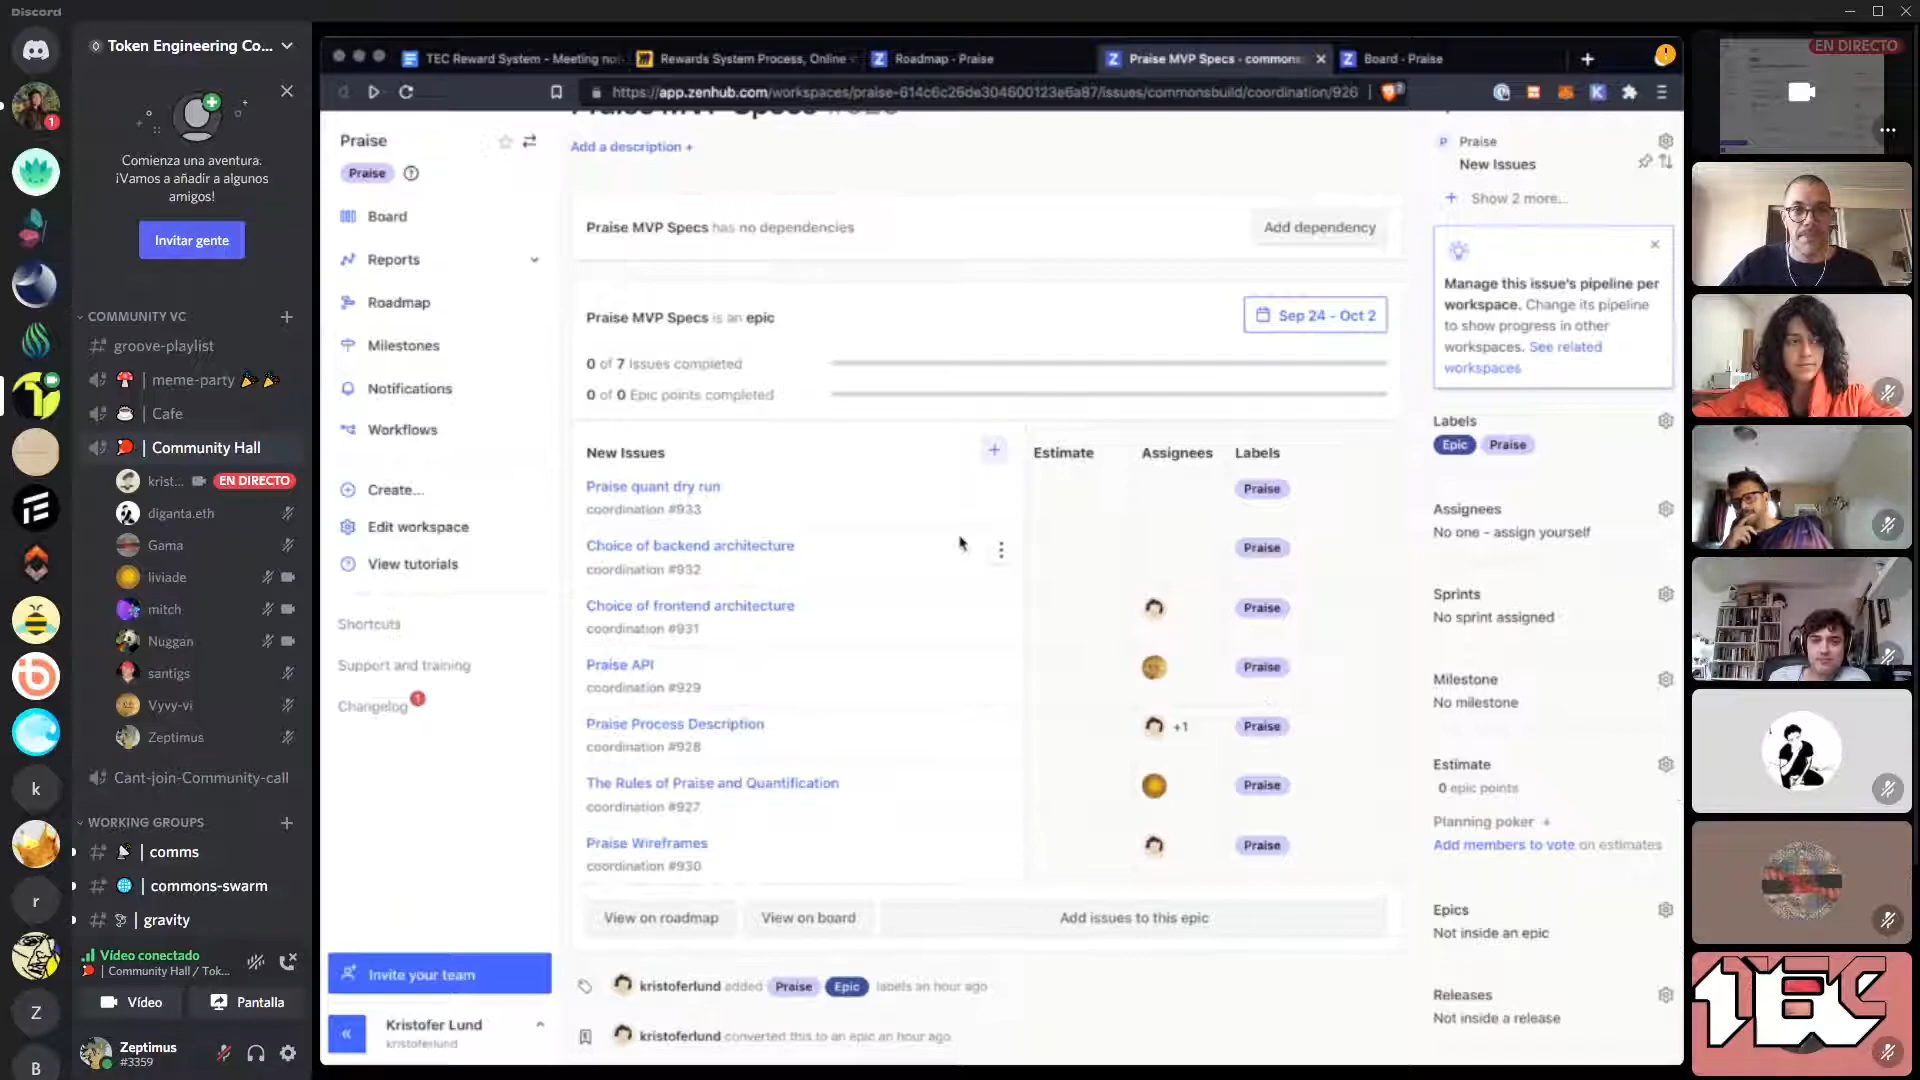 Discord
Token Engineering Co...
Comienza una aventura.
¡Vamos a añadir a algunos
amigos!
Invitar gente
COMMUNITY VC
groove-playlist
| meme-party
| Cafe
| Community Hall
krist...
EN DIRECTO
diganta.eth
Gama
liviade
mitch
Nuggan
santigs
Vyvy-vi
Zeptimus
Cant-join-Community-call
WORKING GROUPS
| comms
| commons-swarm
| gravity
Vídeo conectado
| Community Hall / Tok...
Vídeo
Pantalla
Zeptimus
#3359
1
k
r
Z
B
TEC Reward System - Meeting no
Rewards System Process, Online
Roadmap - Praise
Praise MVP Specs - commons
Board - Praise
https://app.zenhub.com/workspaces/praise-614c6c26de304600123e6a87/issues/commonsbuild/coordination/926
Praise
Praise
Board
Reports
Roadmap
Milestones
Notifications
Workflows
Create...
Edit workspace
View tutorials
Shortcuts
Support and training
Changelog
1
Invite your team
Kristofer Lund
kristoferlund
Add a description +
Praise MVP Specs has no dependencies
Add dependency
Praise MVP Specs is an epic
Sep 24 - Oct 2
0 of 7 Issues completed
0 of 0 Epic points completed
New Issues
Estimate
Assignees
Labels
Praise quant dry run
coordination #933
Praise
Choice of backend architecture
coordination #932
Praise
Choice of frontend architecture
coordination #931
Praise
Praise API
coordination #929
Praise
Praise Process Description
coordination #928
+1
Praise
The Rules of Praise and Quantification
coordination #927
Praise
Praise Wireframes
coordination #930
Praise
View on roadmap
View on board
Add issues to this epic
kristoferlund added Praise Epic labels an hour ago
kristoferlund converted this to an epic an hour ago
P Praise
New Issues
+ Show 2 more...
Manage this issue's pipeline per
workspace. Change its pipeline
to show progress in other
workspaces. See related
workspaces
Labels
Epic
Praise
Assignees
No one - assign yourself
Sprints
No sprint assigned
Milestone
No milestone
Estimate
0 epic points
Planning poker +
Add members to vote on estimates
Epics
Not inside an epic
Releases
Not inside a release
EN DIRECTO
TEC